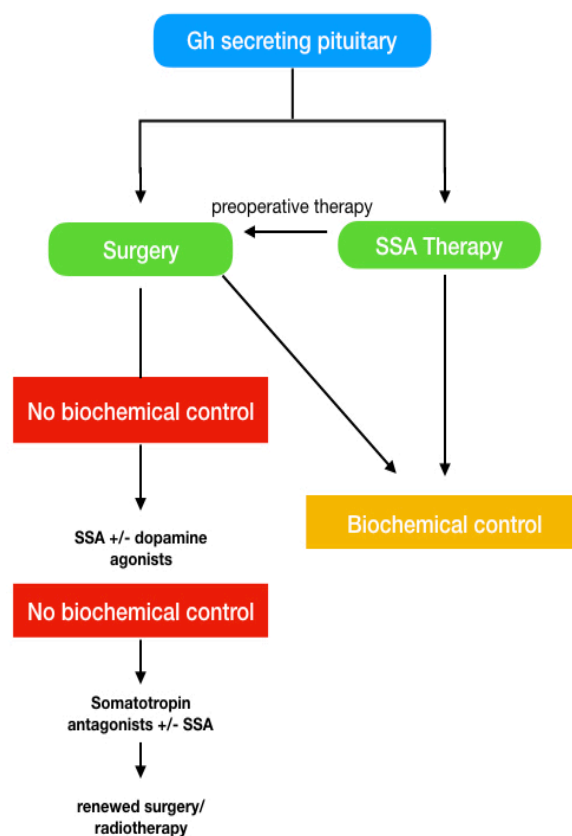 Gh secreting pituitary
preoperative therapy
Surgery
SSA Therapy
No biochemical control
Biochemical control
SSA +/- dopamine
agonists
No biochemical control
Somatotropin
antagonists +/- SSA
renewed surgery/
radiotherapy